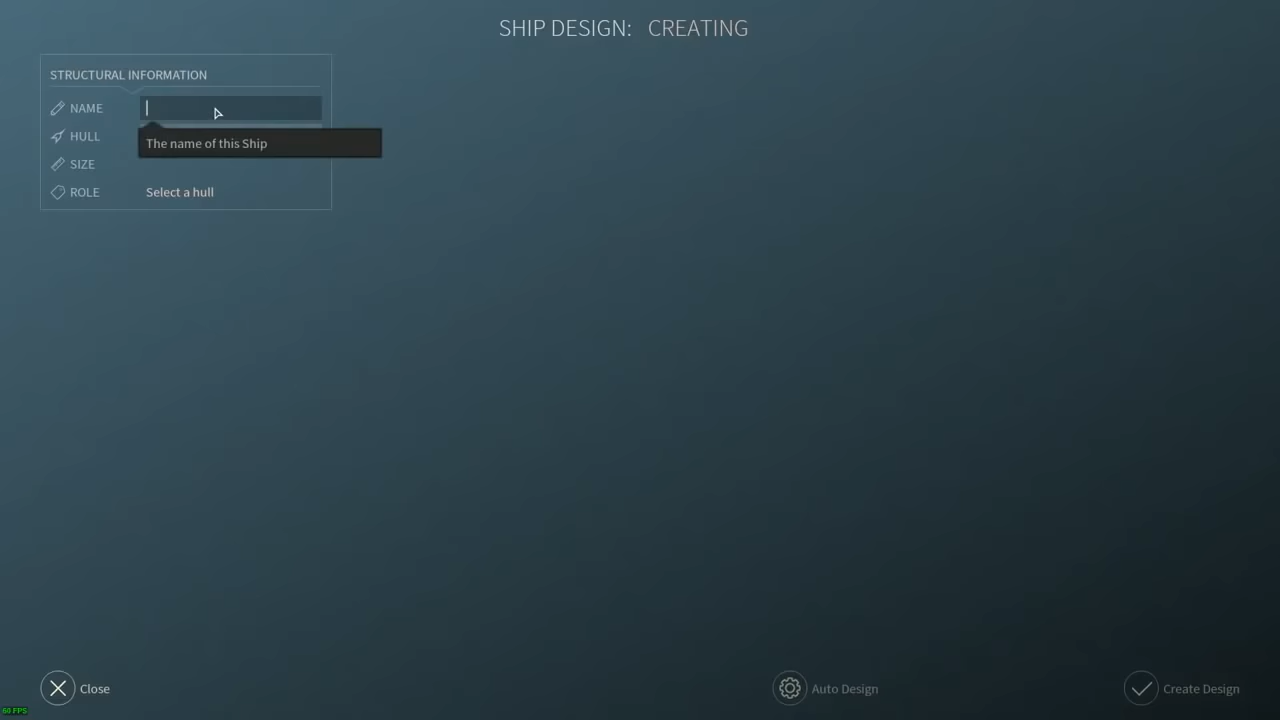 SHIP DESIGN: CREATING
STRUCTURAL INFORMATION
NAME
The name of this Ship
HULL
SIZE
ROLE Select a hull
Close
Auto Design
Create Design
60 FPS